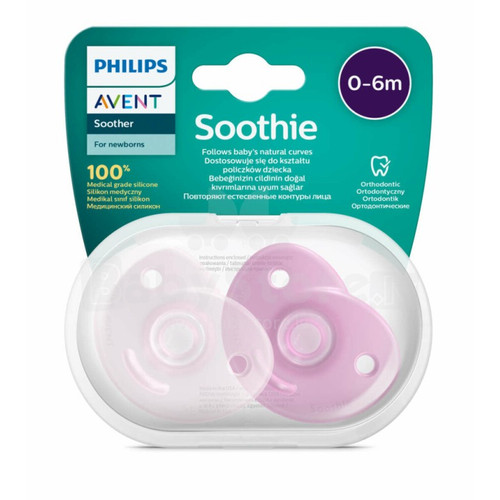 PHILIPS
AVENT
Soother
For newborns
0-6m
Soothie
Follows baby's natural curves
Dostosowuje się do kształtu
policzków dziecka
Bebeğinizin cildinin doğal
kıvrımlarına uyum sağlar
Повторяют естесвенные контуры лица
100%
Medical grade silicone
Silikon medyczny
Medikal sınıf silikon
Медицинский силикон
Orthodontic
Ortodontyczny
Ortodontik
Ортодонтические